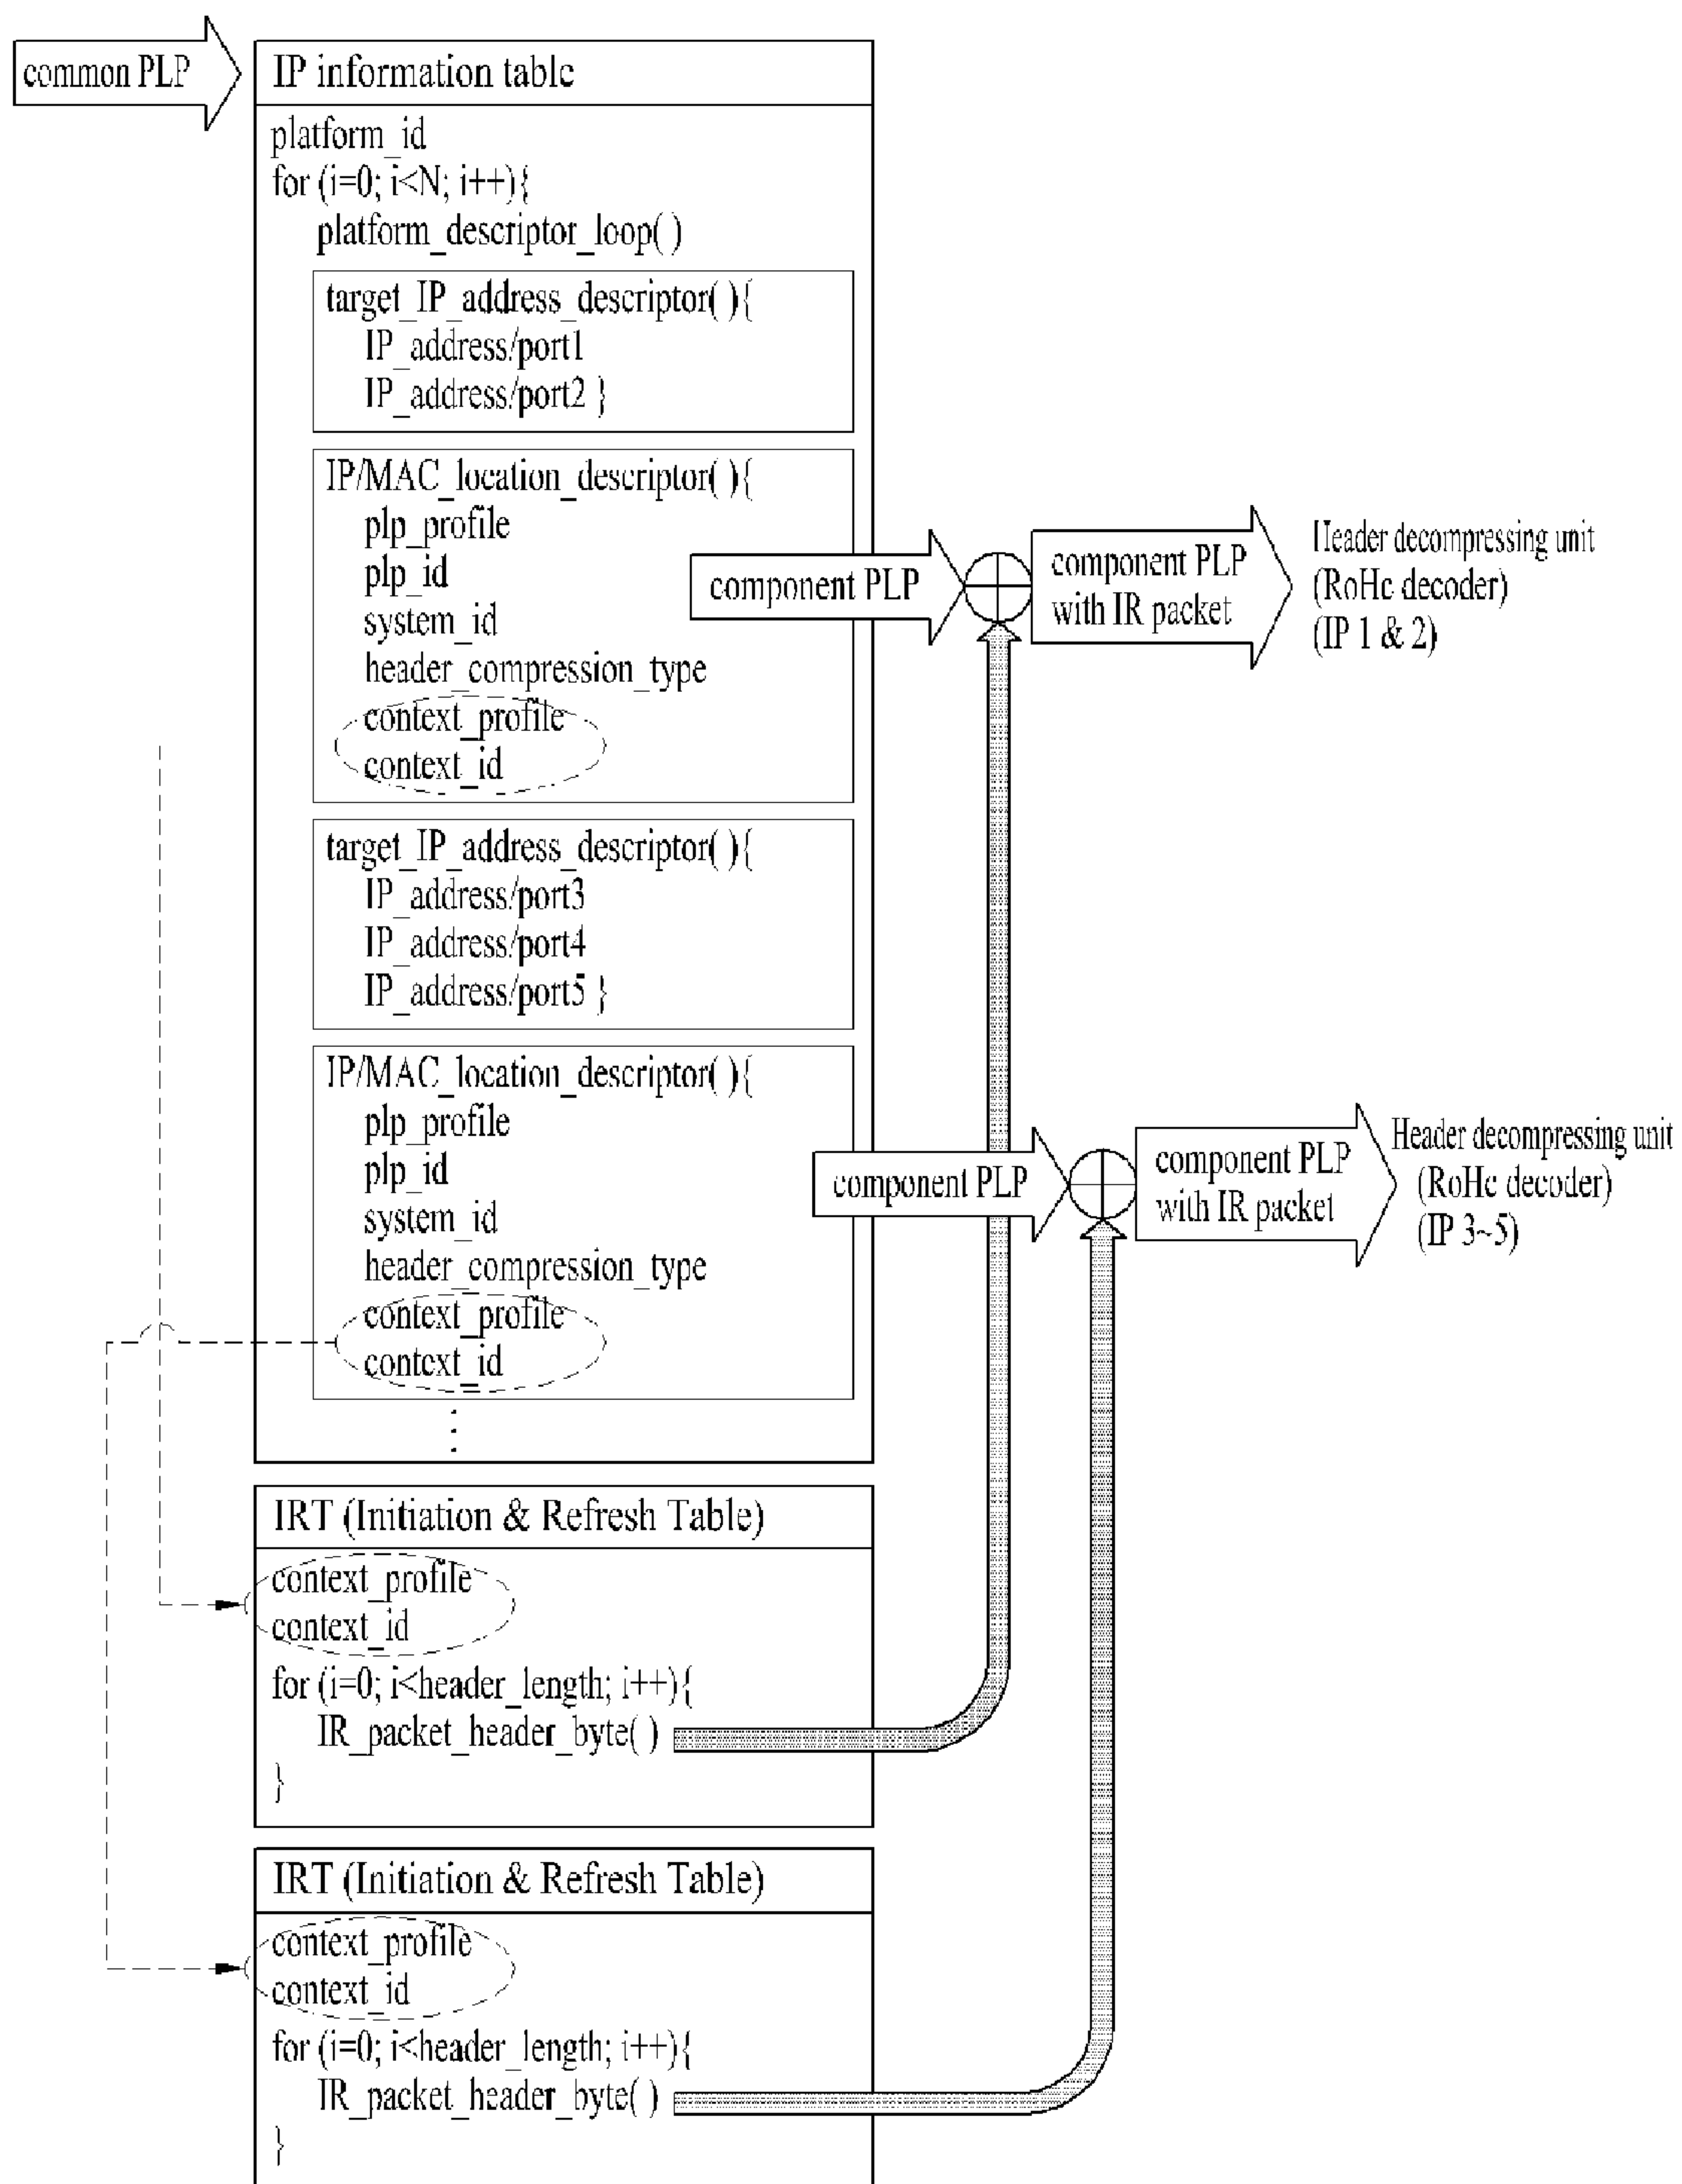 common PLP
IP information table
platform_id
for (i=0; i<N; i++){
platform_descriptor_loop( )
target_IP_address_descriptor( ){
IP_address/port1
IP_address/port2 }
IP/MAC_location_descriptor( ){
plp_profile
plp_id
system_id
header_compression_type
context_profile
context_id
component PLP
component PLP
with IR packet
Header decompressing unit
(RoHc decoder)
(IP 1 & 2)
target_IP_address_descriptor( ){
IP_address/port3
IP_address/port4
IP_address/port5 }
IP/MAC_location_descriptor( ){
plp_profile
plp_id
system_id
header_compression_type
context_profile
context_id
component PLP
component PLP
with IR packet
Header decompressing unit
(RoHc decoder)
(IP 3~5)
IRT (Initiation & Refresh Table)
context_profile
context_id
for (i=0; i<header_length; i++){
IR_packet_header_byte( )
}
IRT (Initiation & Refresh Table)
context_profile
context_id
for (i=0; i<header_length; i++){
IR_packet_header_byte( )
}